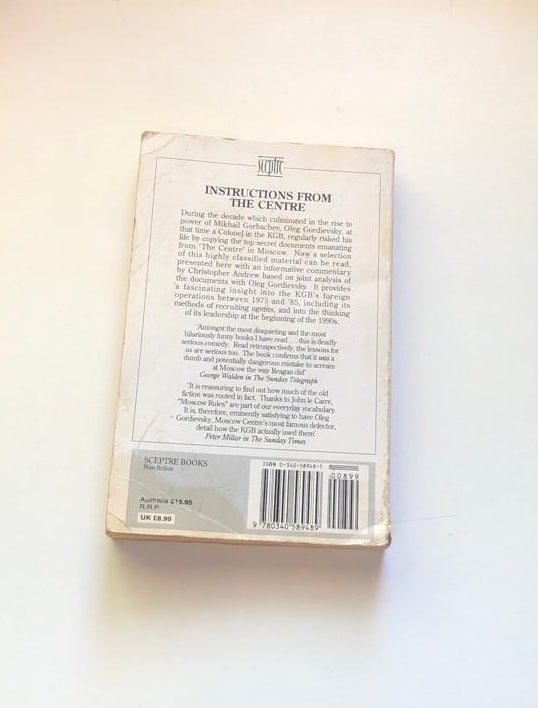 sceptre
INSTRUCTIONS FROM
THE CENTRE
During the decade which culminated in the rise to
power of Mikhail Gorbachev, Oleg Gordievsky, at
that time a Colonel in the KGB, regularly risked his
life by copying the top secret documents emanating
from 'The Centre' in Moscow. Now a selection
of this highly classified material can be read,
presented here with an informative commentary
by Christopher Andrew based on joint analysis of
the documents with Oleg Gordievsky. It provides
a fascinating insight into the KGB's foreign
operations between 1975 and '85, including its
methods of recruiting agents, and into the thinking
of its leadership at the beginning of the 1990s.
'Amongst the most disquieting and the most
hilariously funny books I have read ... this is deadly
serious comedy. Read retrospectively, the lessons for
us are serious too. The book confirms that it was a
dumb and potentially dangerous mistake to scream
at Moscow the way Reagan did'
George Walden in The Sunday Telegraph
'It is reassuring to find out how much of the old
fiction was rooted in fact. Thanks to John le Carré,
"Moscow Rules" are part of our everyday vocabulary.
It is, therefore, eminently satisfying to have Oleg
Gordievsky, Moscow Centre's most famous defector,
detail how the KGB actually used them'
Peter Millar in The Sunday Times
SCEPTRE BOOKS
Non-fiction
Australia $19.95
R.R.P.
UK £8.99
ISBN 0-340-58948-5
00899
9 780340 589489